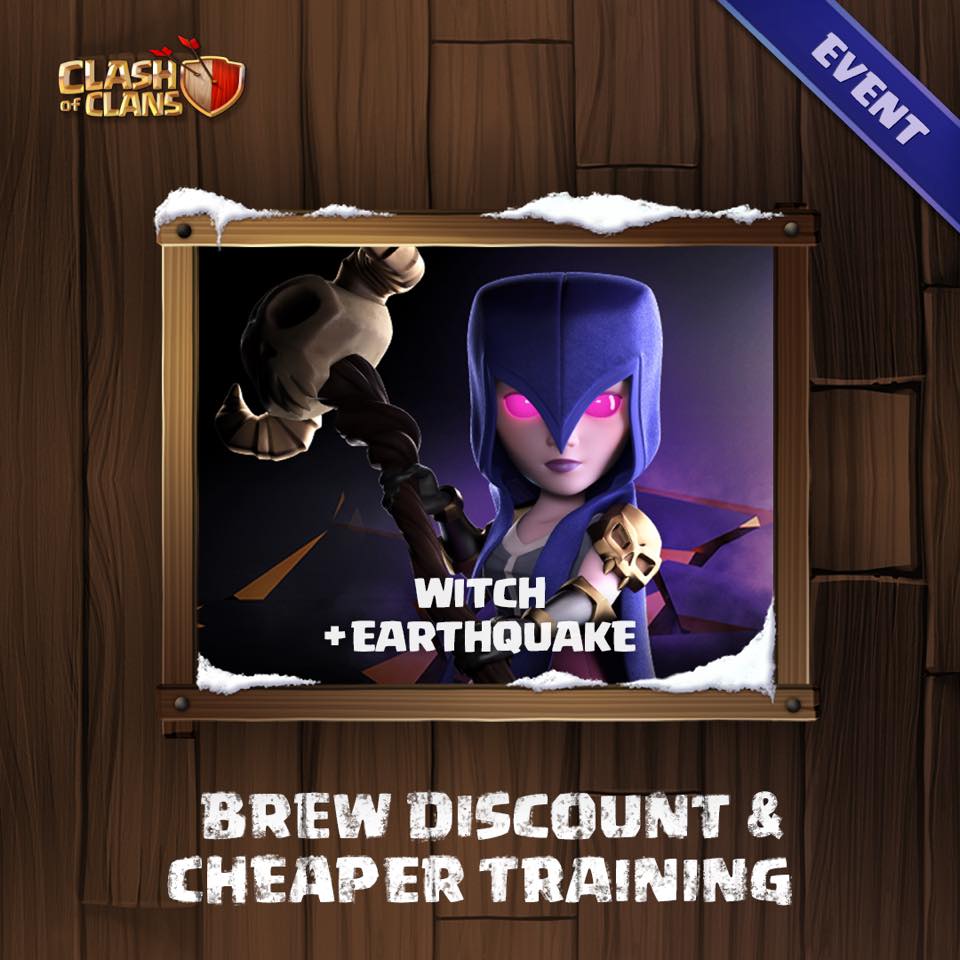 CLASH
OF CLANS
EVENT
WITCH
+EARTHQUAKE
BREW DISCOUNT &
CHEAPER TRAINING